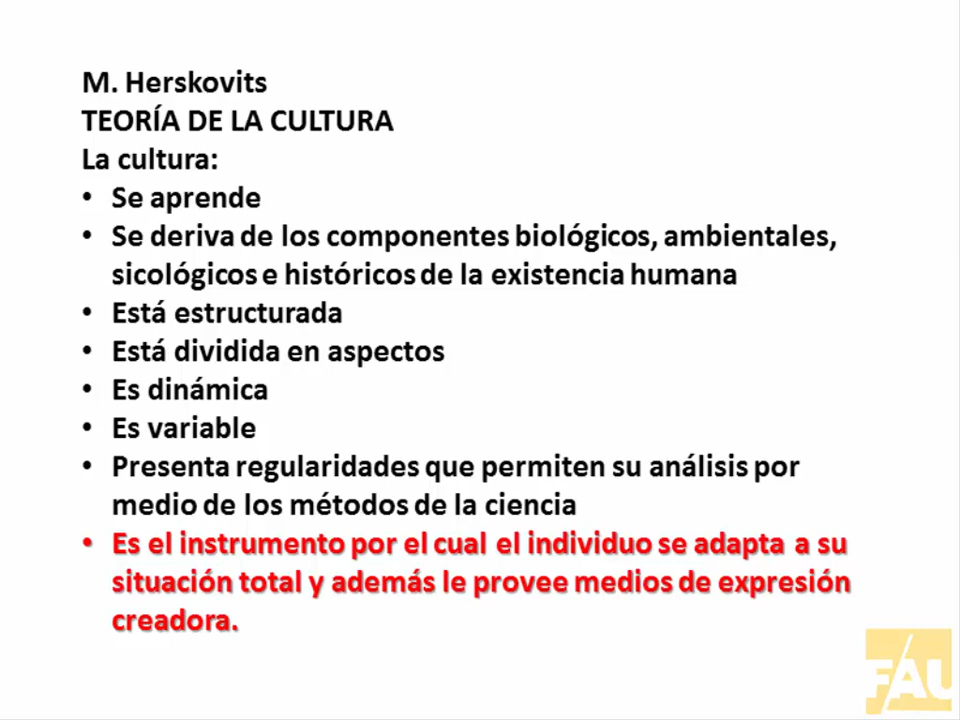 M. Herskovits
TEORÍA DE LA CULTURA
La cultura:
• Se aprende
• Se deriva de los componentes biológicos, ambientales,
sicológicos e históricos de la existencia humana
• Está estructurada
• Está dividida en aspectos
• Es dinámica
• Es variable
• Presenta regularidades que permiten su análisis por
medio de los métodos de la ciencia
• Es el instrumento por el cual el individuo se adapta a su
situación total y además le provee medios de expresión
creadora.
FAU